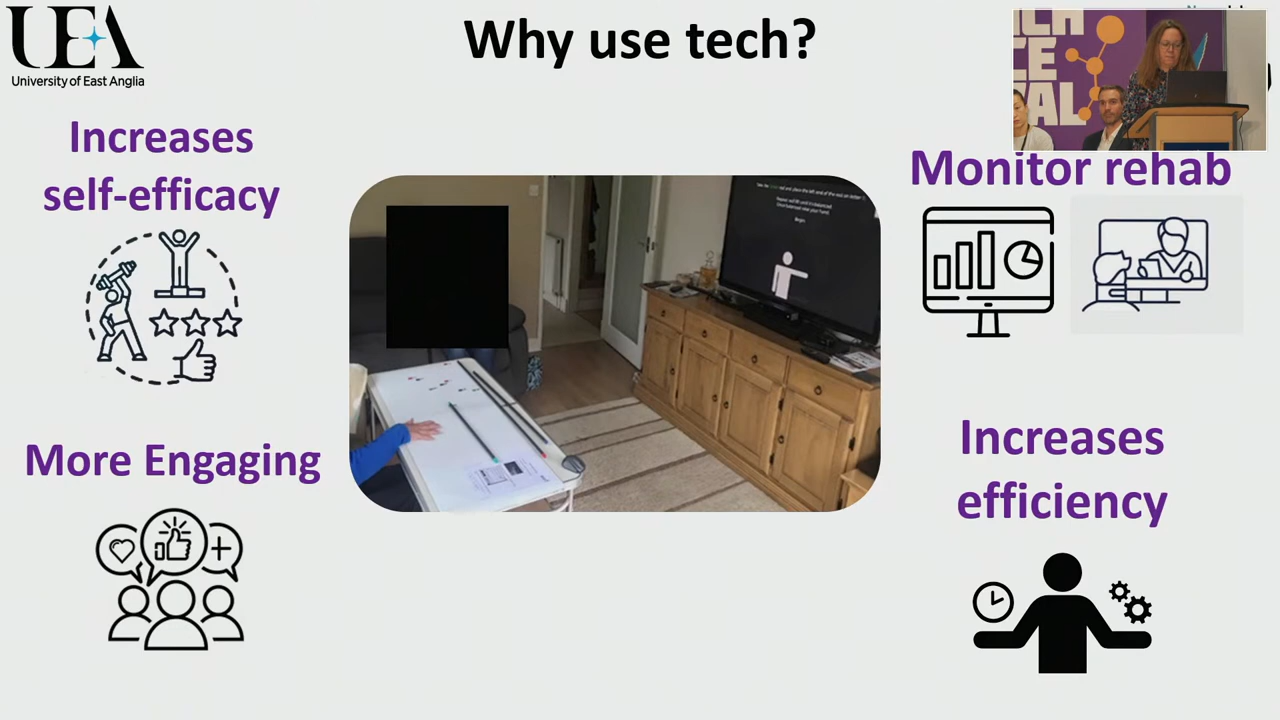 UEA
University of East Anglia
Why use tech?
Increases
self-efficacy
Monitor rehab
More Engaging
Increases
efficiency